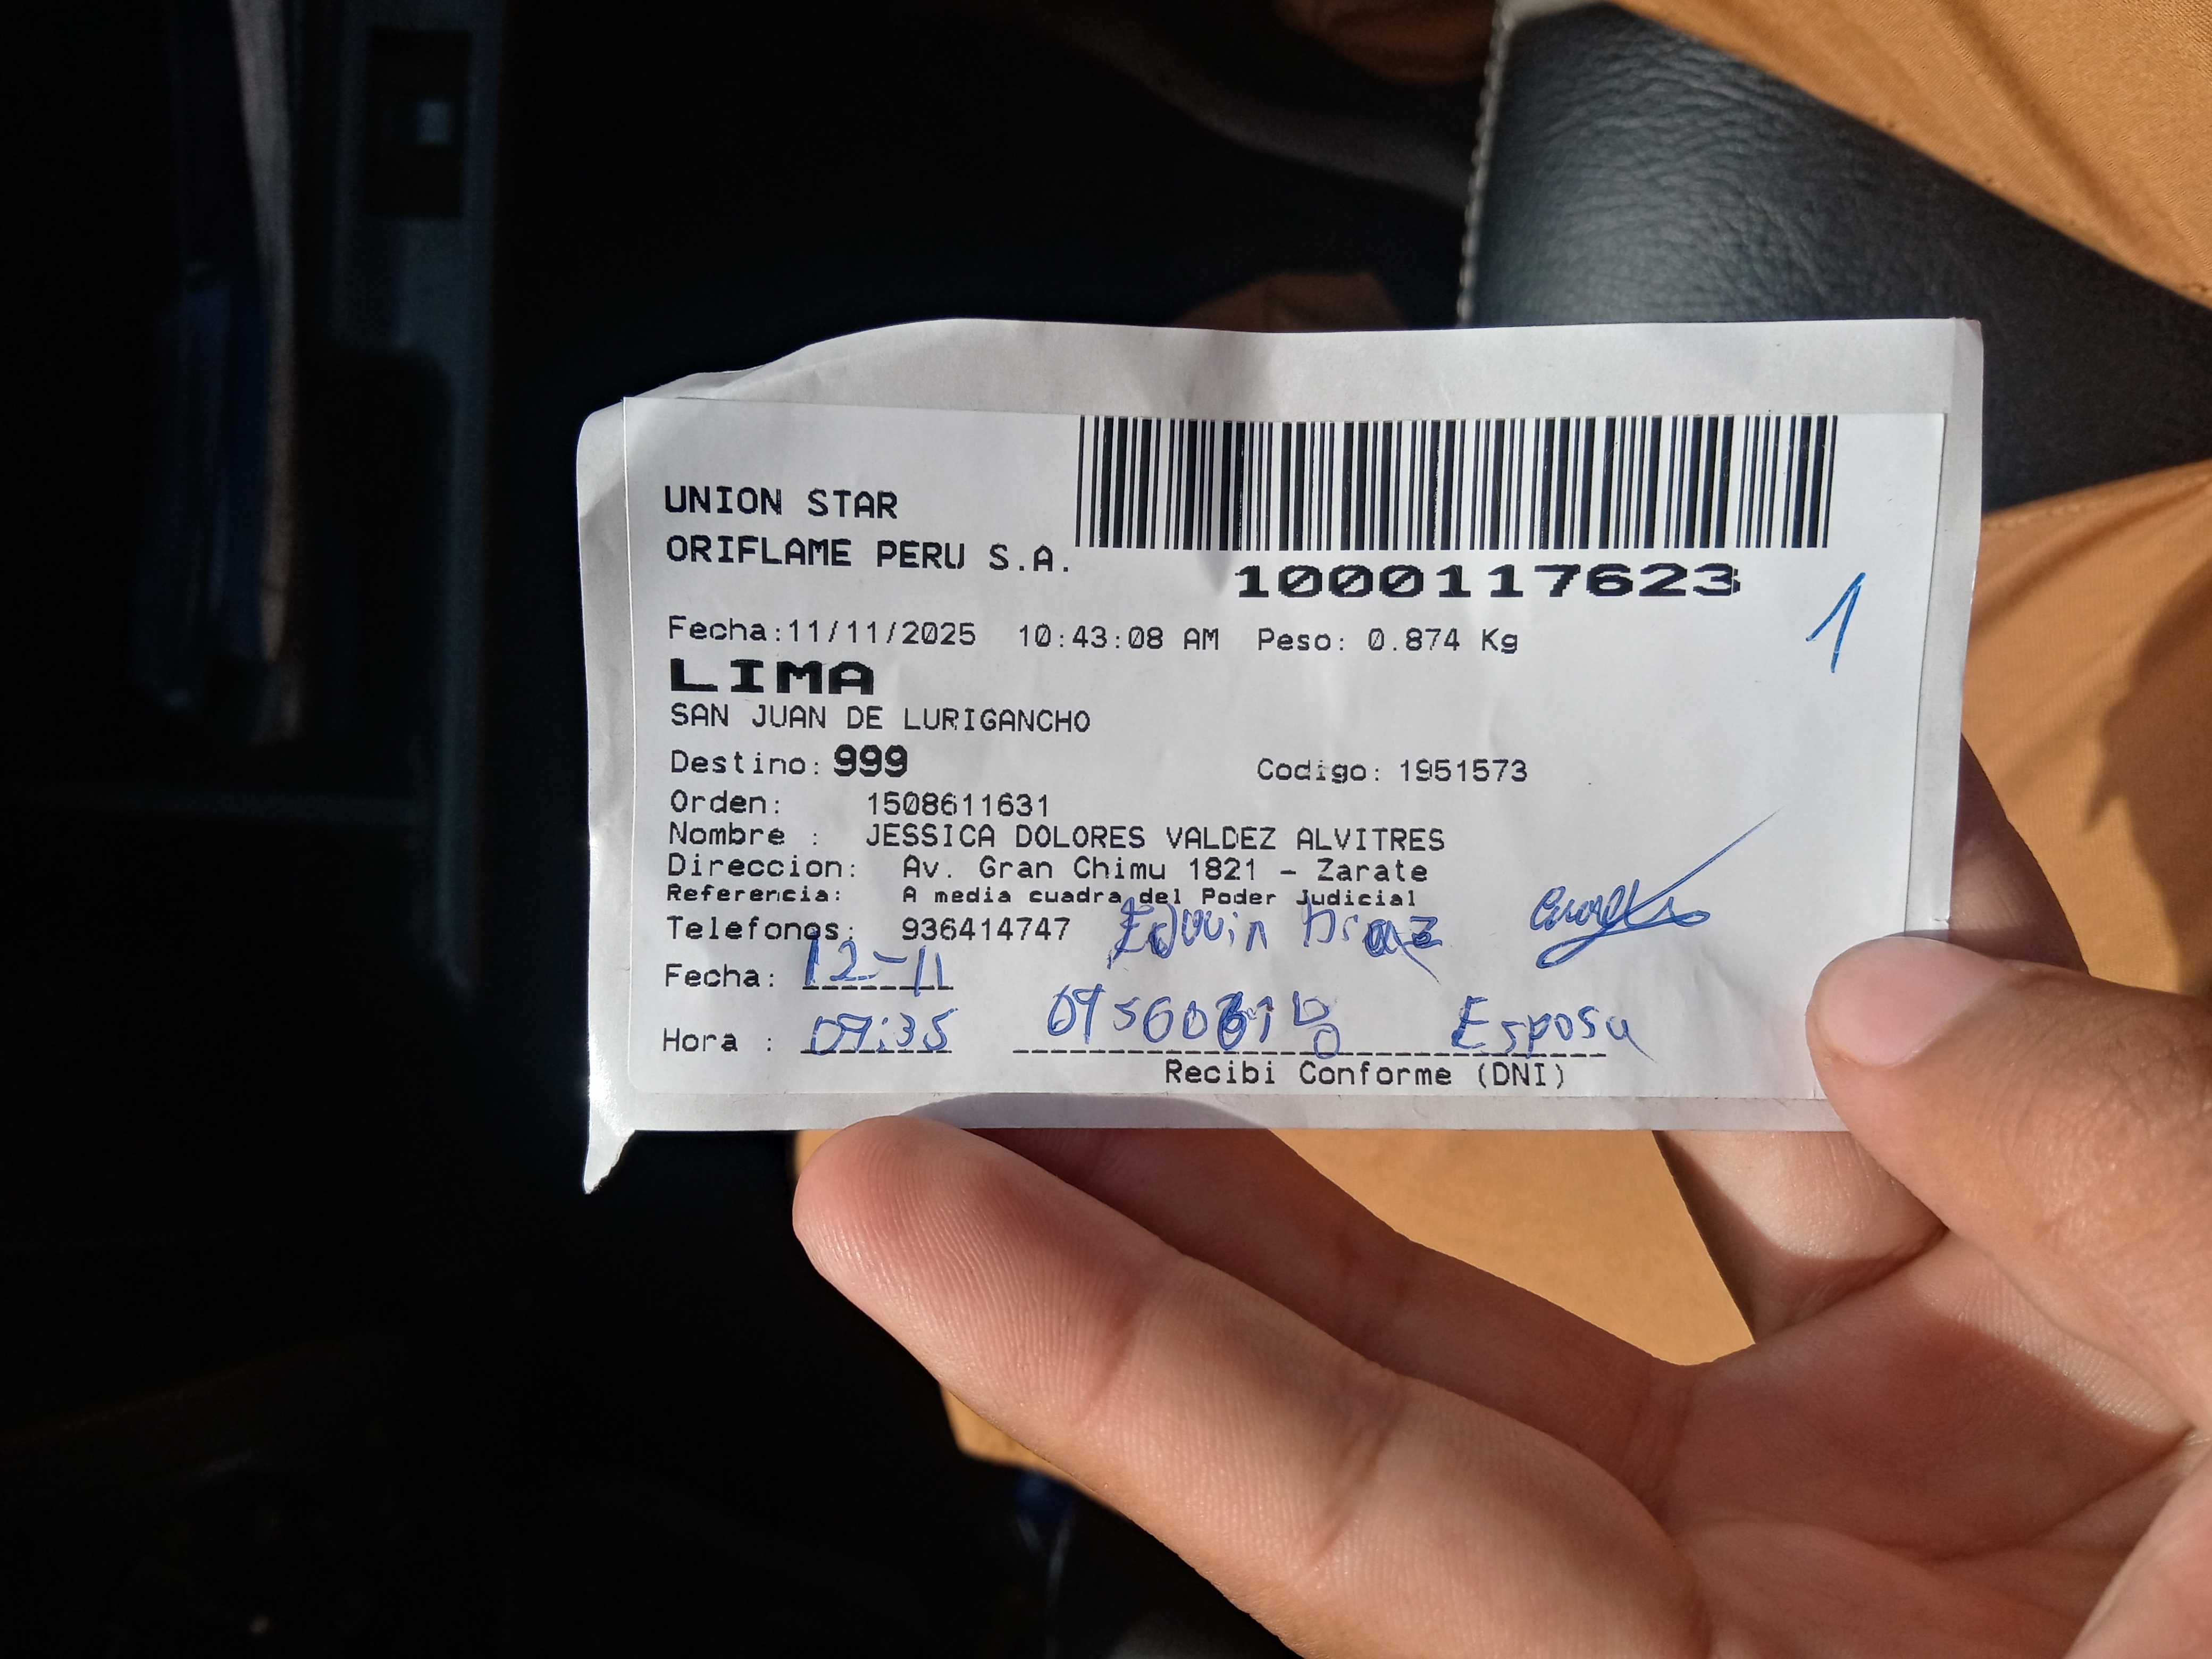 UNION STAR
ORIFLAME PERU S.A.
1000117623
1
Fecha:11/11/2025 10:43:08 AM Peso: 0.874 Kg
LIMA
SAN JUAN DE LURIGANCHO
Destino: 999 Codigo: 1951573
Orden: 1508611631
Nombre : JESSICA DOLORES VALDEZ ALVITRES
Direccion: Av. Gran Chimu 1821 - Zarate
Referencia: A media cuadra del Poder Judicial
Telefonos: 936414747 Edwin Diaz
Fecha: 12-11
Hora : 09:35 Esposo
Recibi Conforme (DNI)